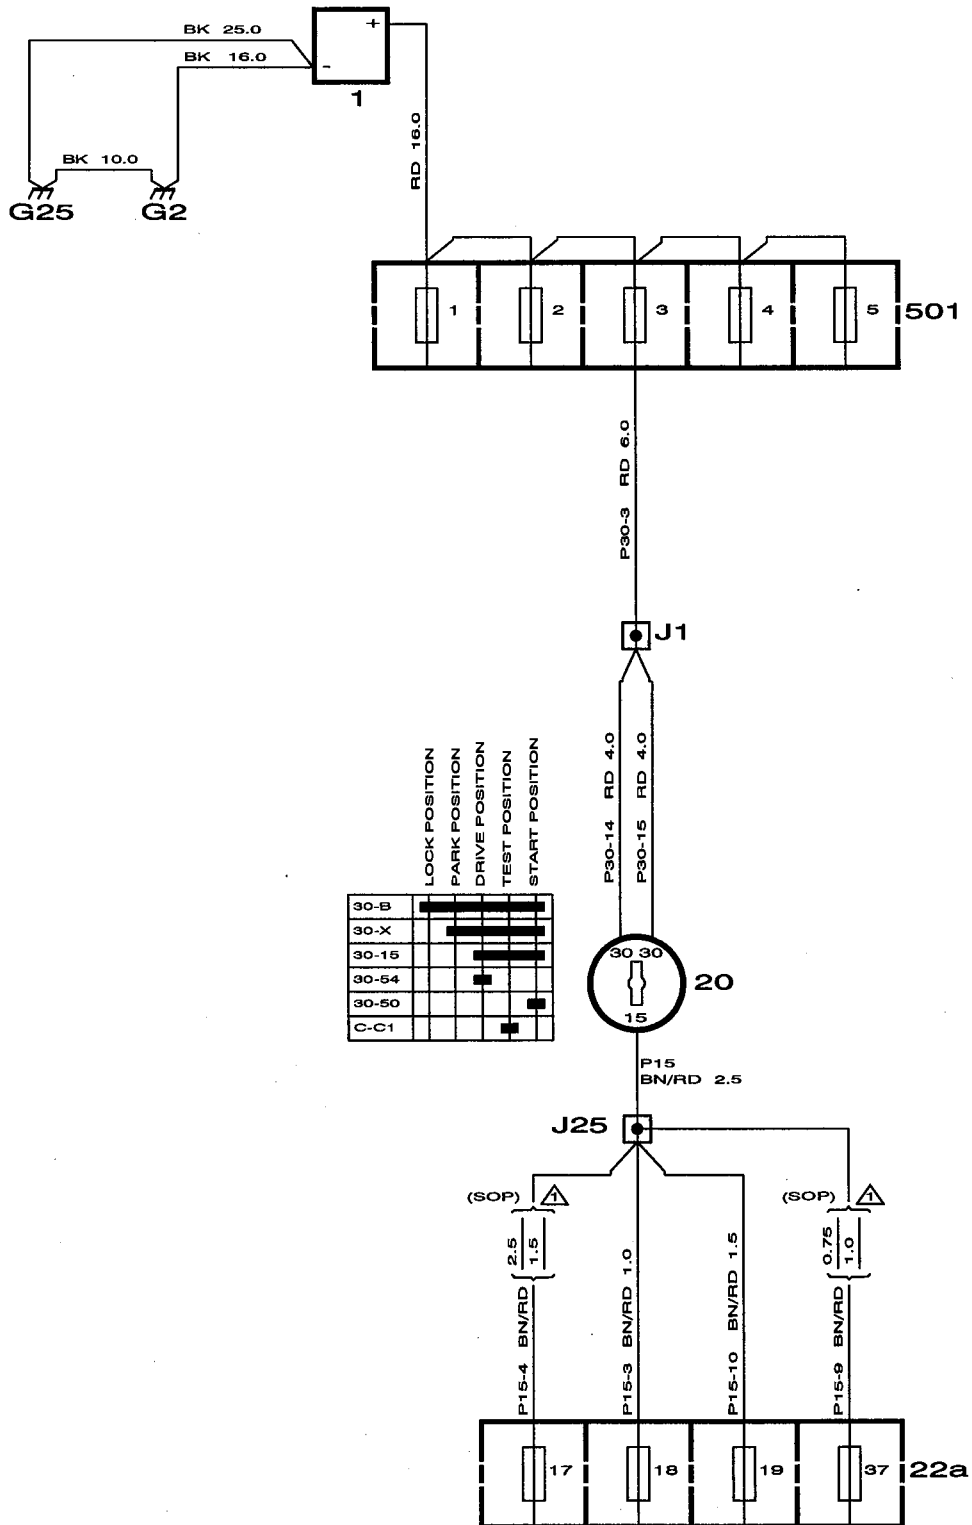 BK 25.0
+
BK 16.0
-
1
RD 16.0
BK 10.0
G25
G2
1
2
3
4
5
501
P30-3 RD 6.0
J1
P30-14 RD 4.0
P30-15 RD 4.0
LOCK POSITION
PARK POSITION
DRIVE POSITION
TEST POSITION
START POSITION
30-B
30-X
30-15
30-54
30-50
C-C1
30 30
20
15
P15
BN/RD 2.5
J25
(SOP)
1
(SOP)
1
2.5
1.5
0.75
1.0
P15-4 BN/RD
P15-3 BN/RD 1.0
P15-10 BN/RD 1.5
P15-9 BN/RD
17
18
19
37
22a